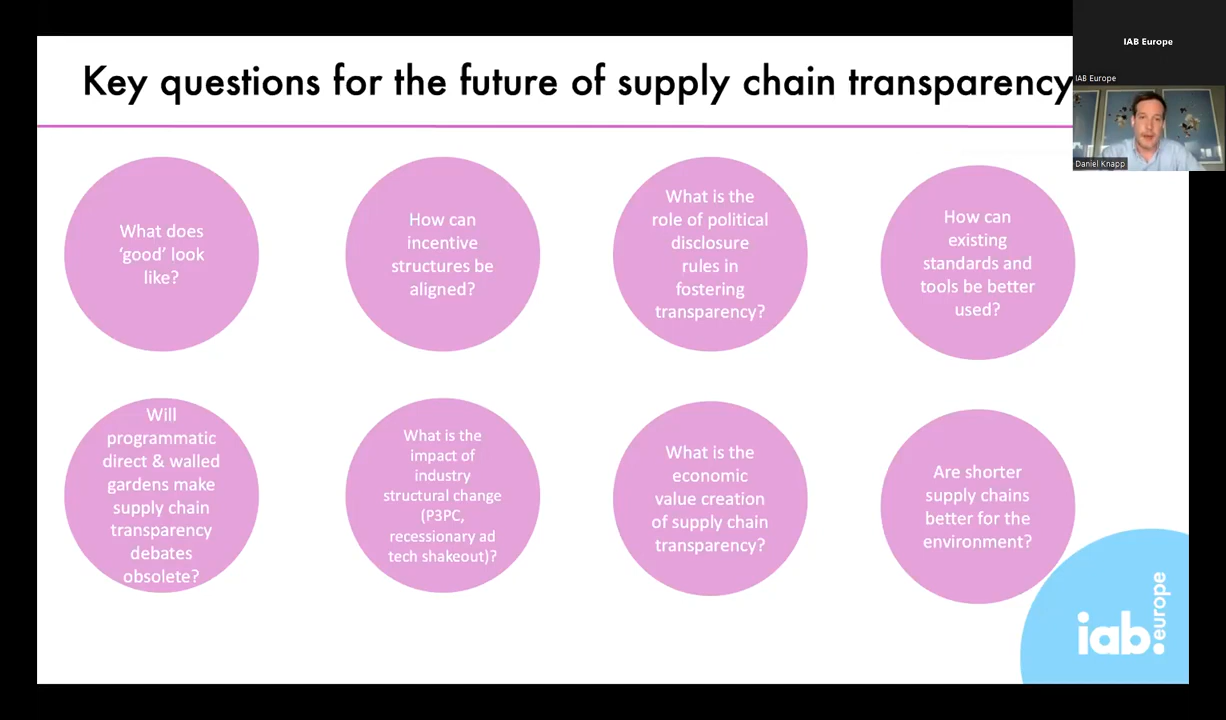 Key questions for the future of supply chain transparency
IAB Europe
IAB Europe
Daniel Knapp
What does
‘good’ look
like?
How can
incentive
structures be
aligned?
What is the
role of political
disclosure
rules in
fostering
transparency?
How can
existing
standards and
tools be better
used?
Will
programmatic
direct & walled
gardens make
supply chain
transparency
debates
obsolete?
What is the
impact of
industry
structural change
(P3PC,
recessionary ad
tech shakeout)?
What is the
economic
value creation
of supply chain
transparency?
Are shorter
supply chains
better for the
environment?
iab.
europe